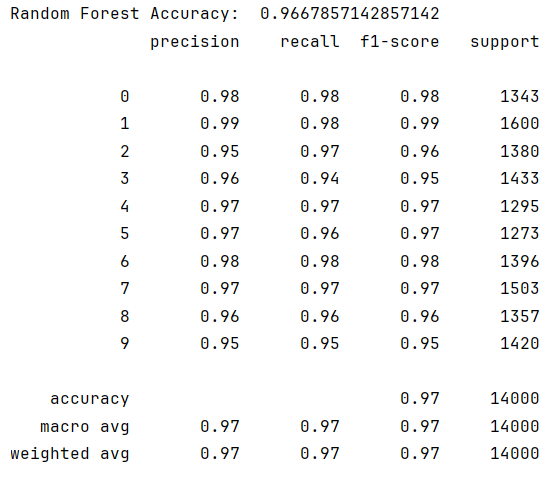 Random Forest Accuracy:  0.9667857142857142
              precision    recall  f1-score   support

           0       0.98      0.98      0.98      1343
           1       0.99      0.98      0.99      1600
           2       0.95      0.97      0.96      1380
           3       0.96      0.94      0.95      1433
           4       0.97      0.97      0.97      1295
           5       0.97      0.96      0.97      1273
           6       0.98      0.98      0.98      1396
           7       0.97      0.97      0.97      1503
           8       0.96      0.96      0.96      1357
           9       0.95      0.95      0.95      1420

    accuracy                           0.97     14000
   macro avg       0.97      0.97      0.97     14000
weighted avg       0.97      0.97      0.97     14000